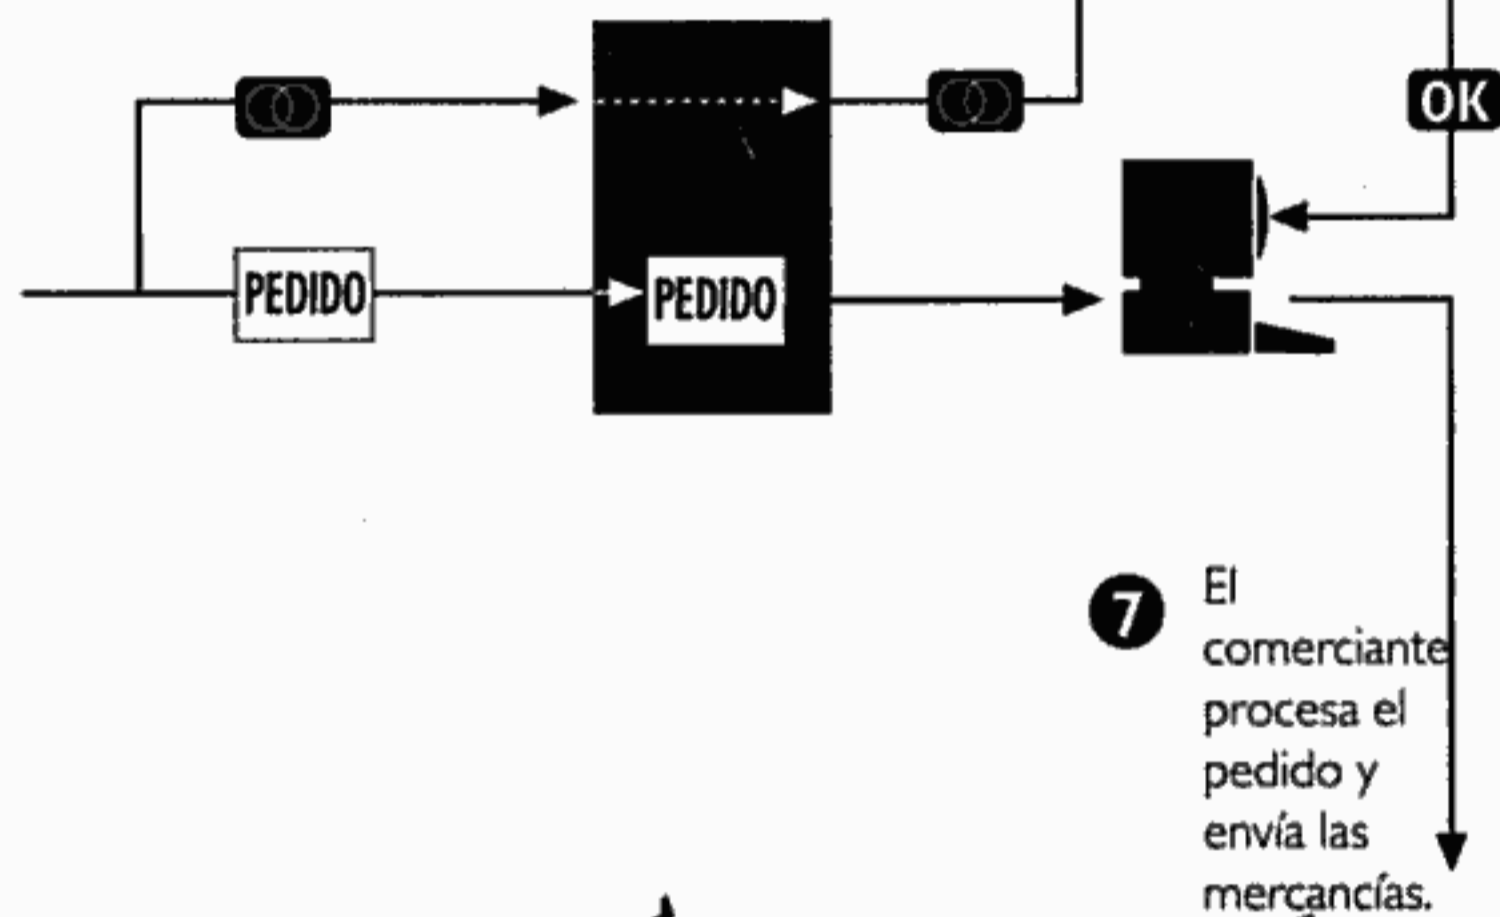 OK
PEDIDO
PEDIDO
7
El
comerciante
procesa el
pedido y
envía las
mercancías.